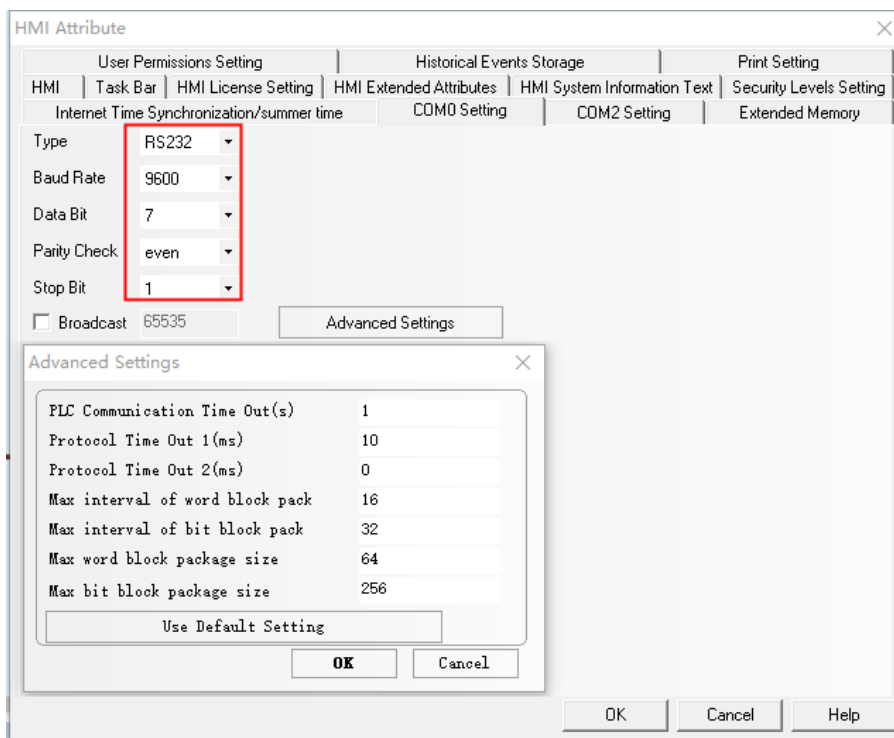 HMI Attribute
User Permissions Setting Historical Events Storage Print Setting
HMI Task Bar HMI License Setting HMI Extended Attributes HMI System Information Text Security Levels Setting
Internet Time Synchronization/summer time COM0 Setting COM2 Setting Extended Memory
Type RS232
Baud Rate 9600
Data Bit 7
Parity Check even
Stop Bit 1
Broadcast 65535 Advanced Settings
Advanced Settings
PLC Communication Time Out(s) 1
Protocol Time Out 1(ms) 10
Protocol Time Out 2(ms) 0
Max interval of word block pack 16
Max interval of bit block pack 32
Max word block package size 64
Max bit block package size 256
Use Default Setting
OK Cancel
OK Cancel Help